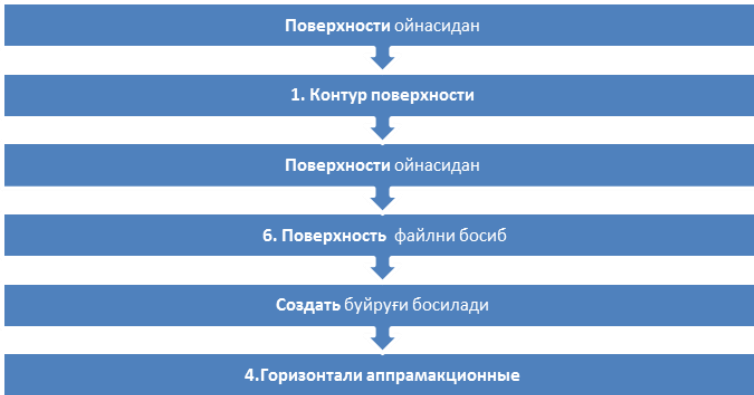 Поверхности ойнасидан
1. Контур поверхности
Поверхности ойнасидан
6. Поверхность файлни босиб
Создать буйруғи босилади
4.Горизонтали аппрамакционные